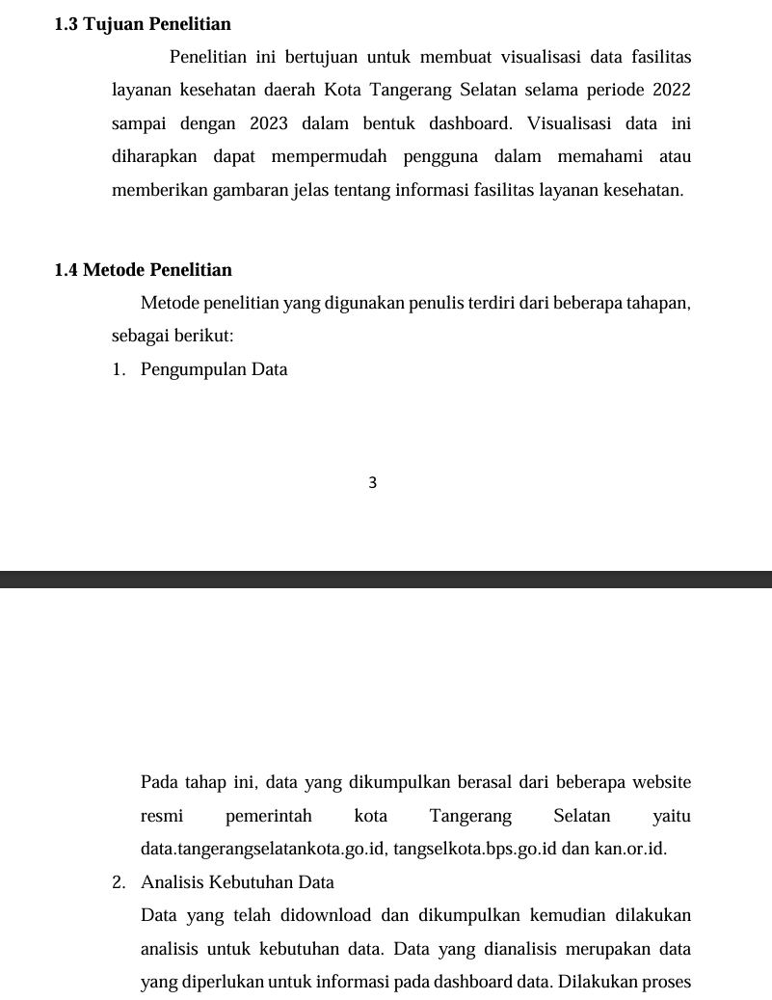 1.3 Tujuan Penelitian
Penelitian ini bertujuan untuk membuat visualisasi data fasilitas
layanan kesehatan daerah Kota Tangerang Selatan selama periode 2022
sampai dengan 2023 dalam bentuk dashboard. Visualisasi data ini
diharapkan dapat mempermudah pengguna dalam memahami atau
memberikan gambaran jelas tentang informasi fasilitas layanan kesehatan.
1.4 Metode Penelitian
Metode penelitian yang digunakan penulis terdiri dari beberapa tahapan,
sebagai berikut:
1. Pengumpulan Data
3
Pada tahap ini, data yang dikumpulkan berasal dari beberapa website
resmi pemerintah kota Tangerang Selatan yaitu
data.tangerangselatankota.go.id, tangselkota.bps.go.id dan kan.or.id.
2. Analisis Kebutuhan Data
Data yang telah didownload dan dikumpulkan kemudian dilakukan
analisis untuk kebutuhan data. Data yang dianalisis merupakan data
yang diperlukan untuk informasi pada dashboard data. Dilakukan proses